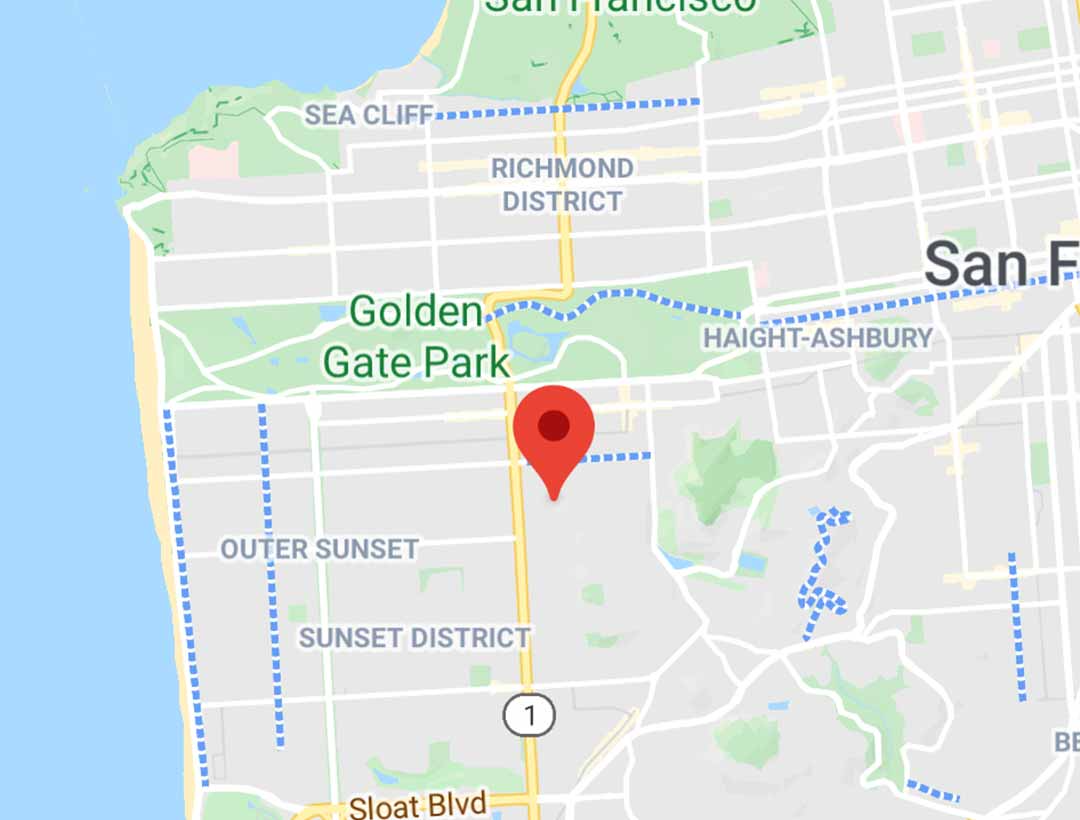 San Francisco
SEA CLIFF
RICHMOND
DISTRICT
San F
Golden
Gate Park
HAIGHT-ASHBURY
OUTER SUNSET
SUNSET DISTRICT
1
BE
Sloat Blvd